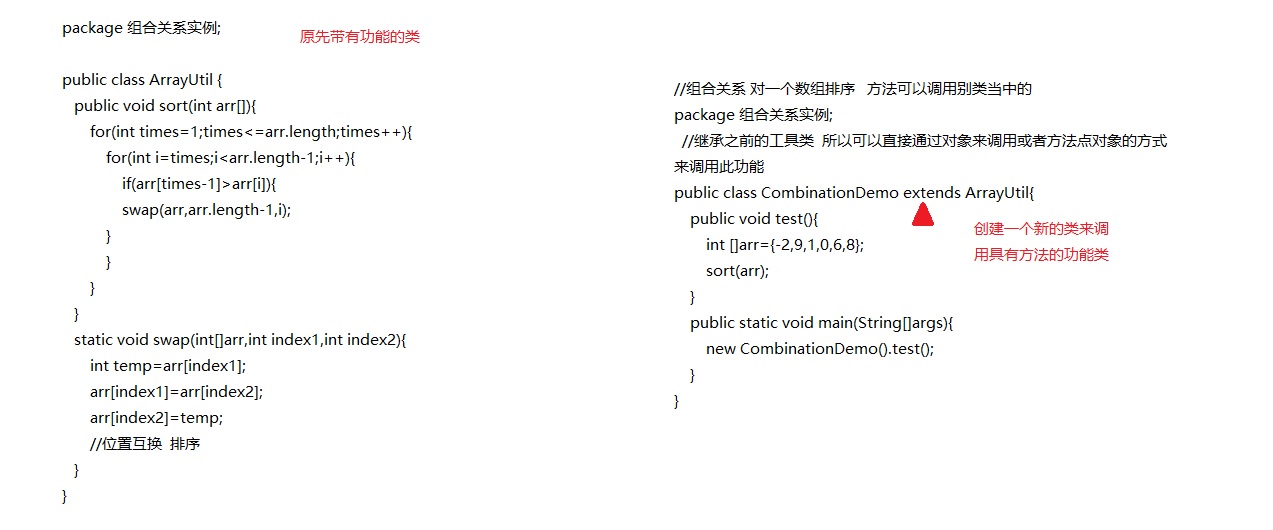 package 组合关系实例;
原先带有功能的类
public class ArrayUtil {
public void sort(int arr[]){
for(int times=1;times<=arr.length;times++){
for(int i=times;i<arr.length-1;i++){
if(arr[times-1]>arr[i]){
swap(arr,arr.length-1,i);
}
}
}
}
static void swap(int[]arr,int index1,int index2){
int temp=arr[index1];
arr[index1]=arr[index2];
arr[index2]=temp;
//位置互换 排序
}
}
//组合关系 对一个数组排序 方法可以调用别类当中的
package 组合关系实例;
//继承之前的工具类 所以可以直接通过对象来调用或者方法点对象的方式
来调用此功能
public class CombinationDemo extends ArrayUtil{
public void test(){
int []arr={-2,9,1,0,6,8};
sort(arr);
}
public static void main(String[]args){
new CombinationDemo().test();
}
}
创建一个新的类来调
用具有方法的功能类